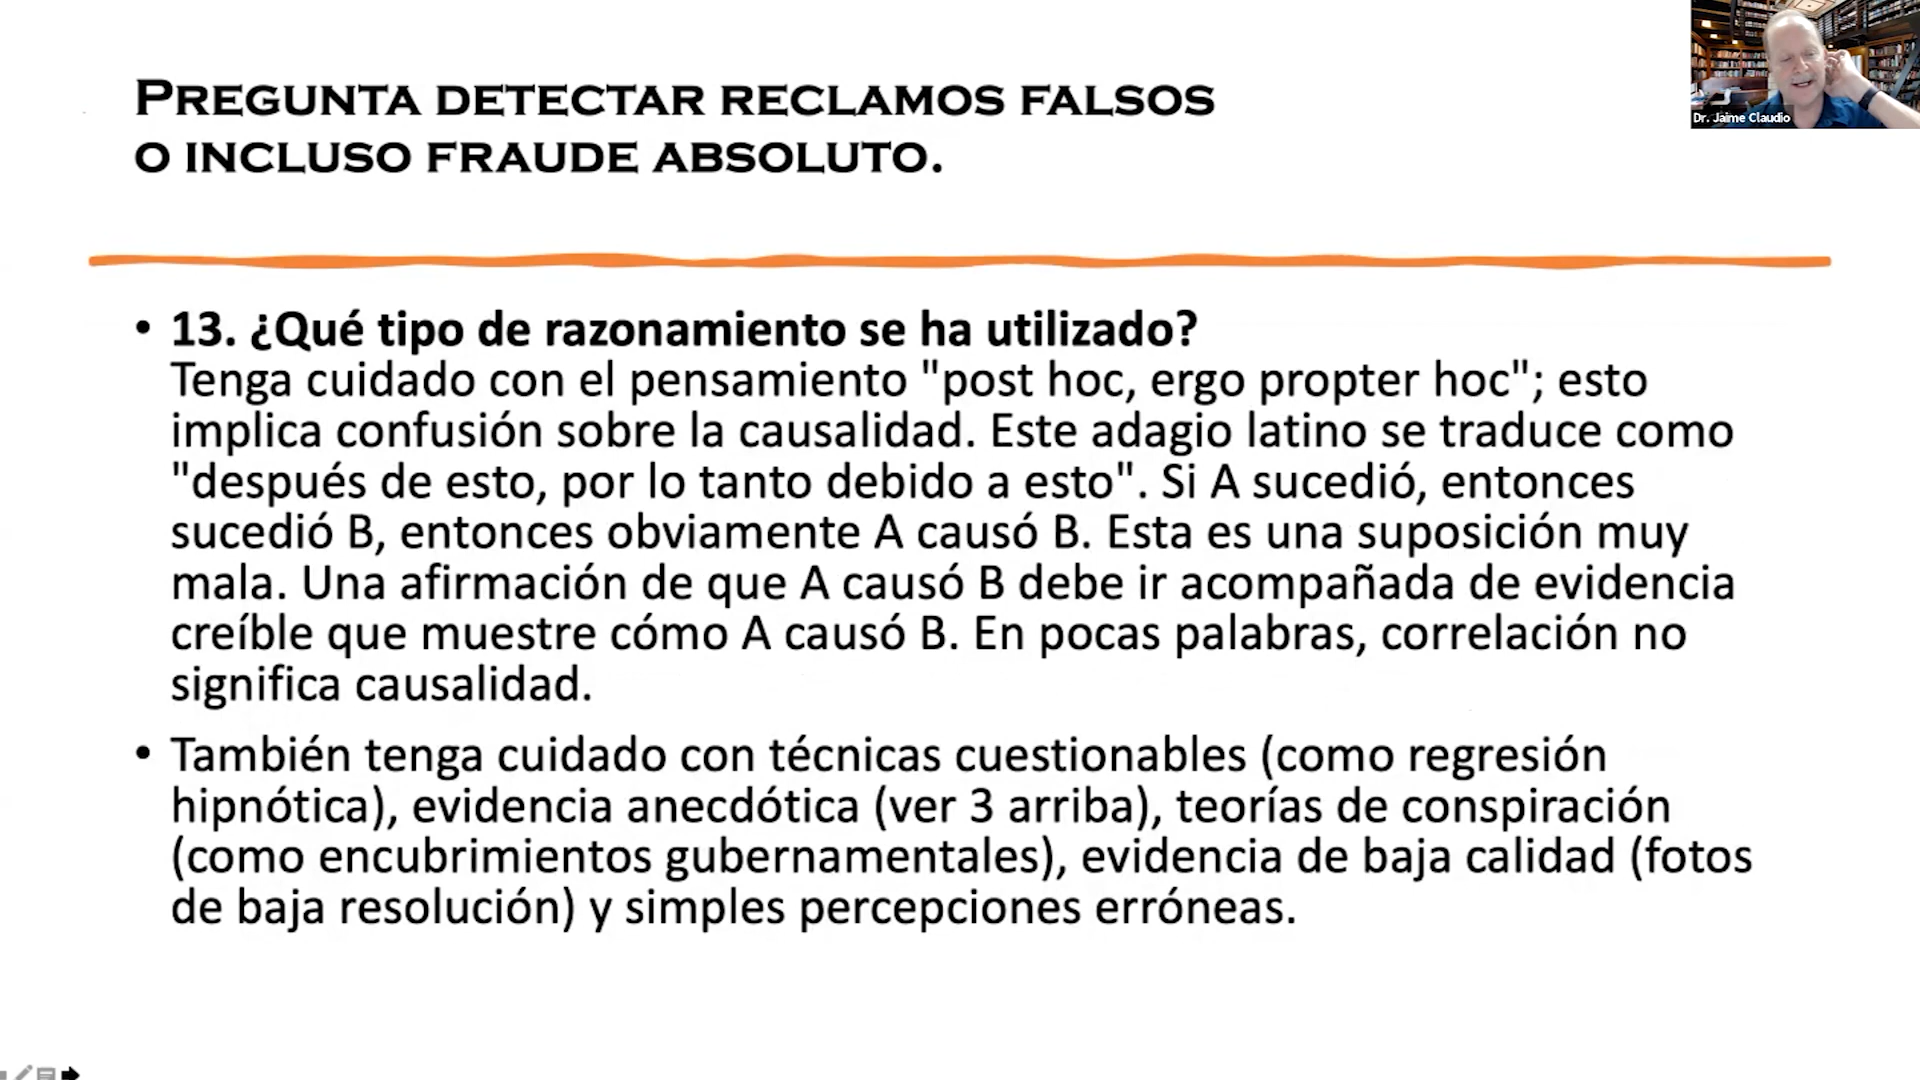 PREGUNTA DETECTAR RECLAMOS FALSOS
O INCLUSO FRAUDE ABSOLUTO.
Dr. Jaime Claudio
• 13. ¿Qué tipo de razonamiento se ha utilizado?
Tenga cuidado con el pensamiento "post hoc, ergo propter hoc"; esto
implica confusión sobre la causalidad. Este adagio latino se traduce como
"después de esto, por lo tanto debido a esto". Si A sucedió, entonces
sucedió B, entonces obviamente A causó B. Esta es una suposición muy
mala. Una afirmación de que A causó B debe ir acompañada de evidencia
creíble que muestre cómo A causó B. En pocas palabras, correlación no
significa causalidad.
• También tenga cuidado con técnicas cuestionables (como regresión
hipnótica), evidencia anecdótica (ver 3 arriba), teorías de conspiración
(como encubrimientos gubernamentales), evidencia de baja calidad (fotos
de baja resolución) y simples percepciones erróneas.